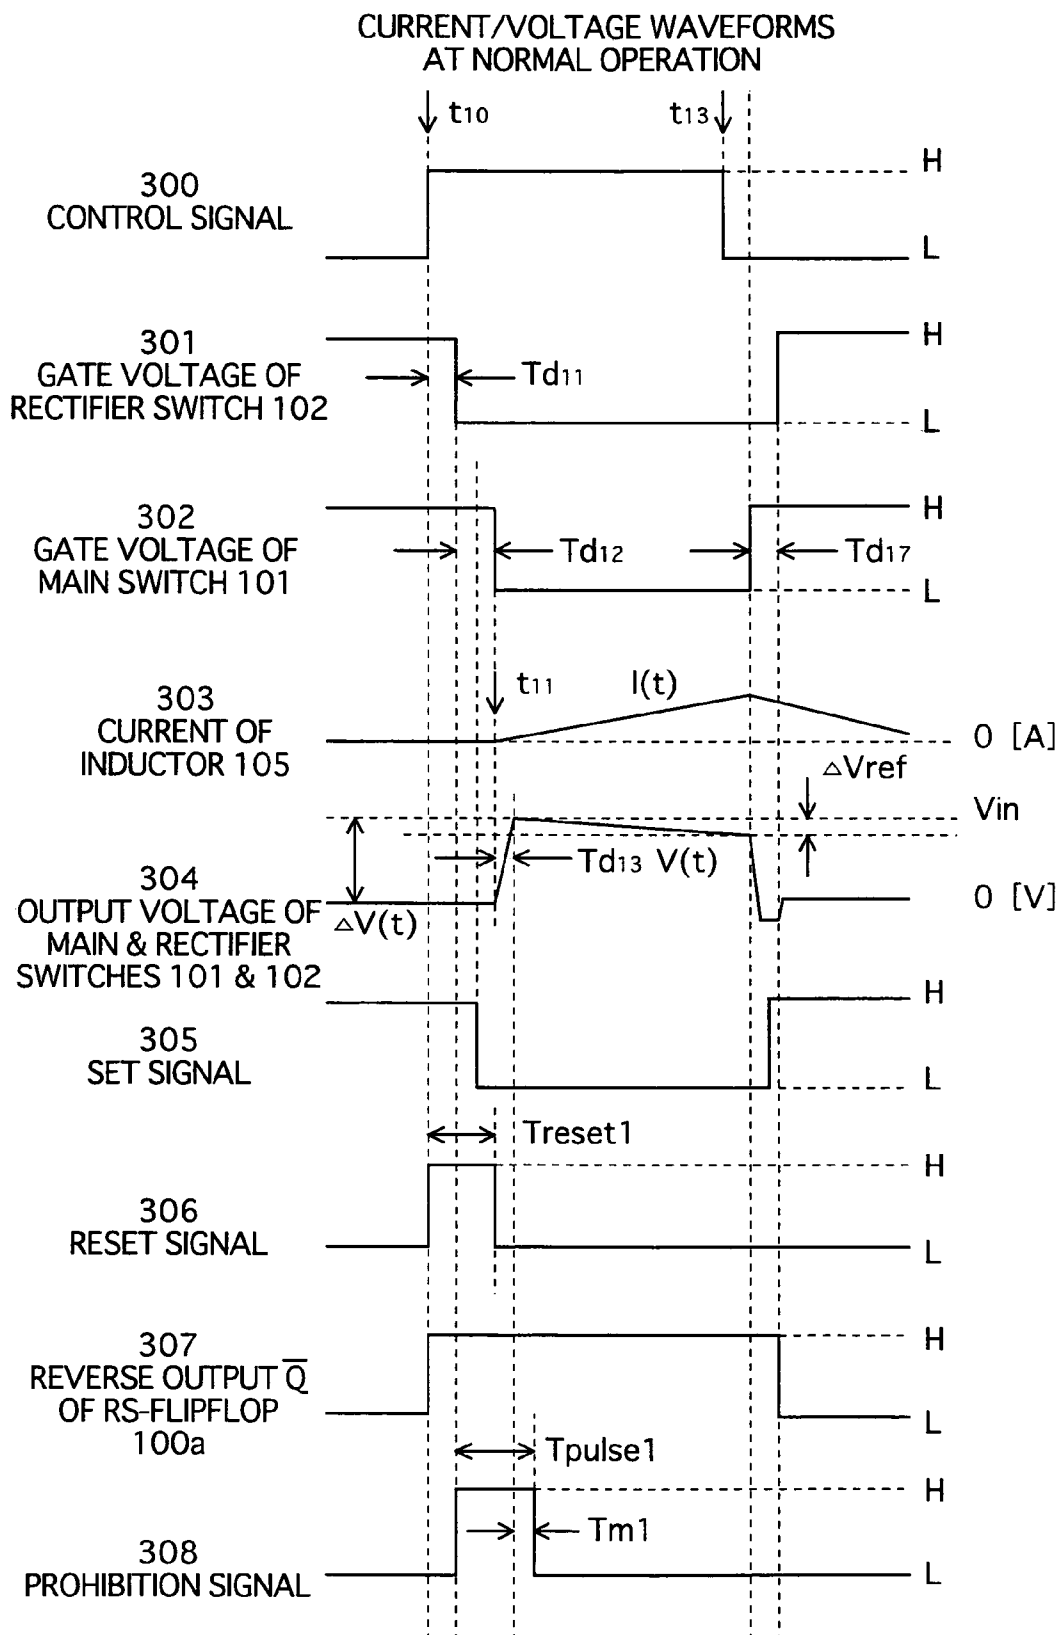 CURRENT/VOLTAGE WAVEFORMS
AT NORMAL OPERATION
t10
t13
300
CONTROL SIGNAL
H
L
301
GATE VOLTAGE OF
RECTIFIER SWITCH 102
Td11
H
L
302
GATE VOLTAGE OF
MAIN SWITCH 101
Td12
Td17
H
L
303
CURRENT OF
INDUCTOR 105
t11
I(t)
0 [A]
△Vref
Vin
304
OUTPUT VOLTAGE OF
MAIN & RECTIFIER
SWITCHES 101 & 102
△V(t)
Td13 V(t)
0 [V]
305
SET SIGNAL
H
L
Treset1
306
RESET SIGNAL
H
L
307
REVERSE OUTPUT Q̅
OF RS-FLIPFLOP
100a
H
L
Tpulse1
308
PROHIBITION SIGNAL
Tm1
H
L